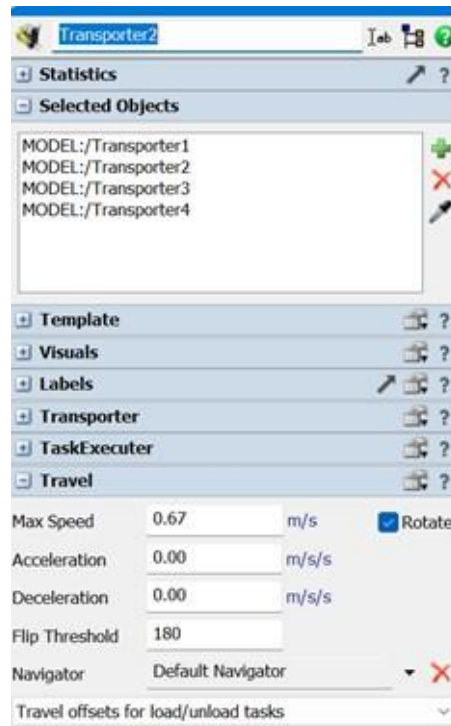 Transporter2
Statistics ?
Selected Objects
MODEL:/Transporter1
MODEL:/Transporter2
MODEL:/Transporter3
MODEL:/Transporter4
Template ?
Visuals ?
Labels ?
Transporter ?
TaskExecuter ?
Travel ?
Max Speed 0.67 m/s Rotate
Acceleration 0.00 m/s/s
Deceleration 0.00 m/s/s
Flip Threshold 180
Navigator Default Navigator
Travel offsets for load/unload tasks